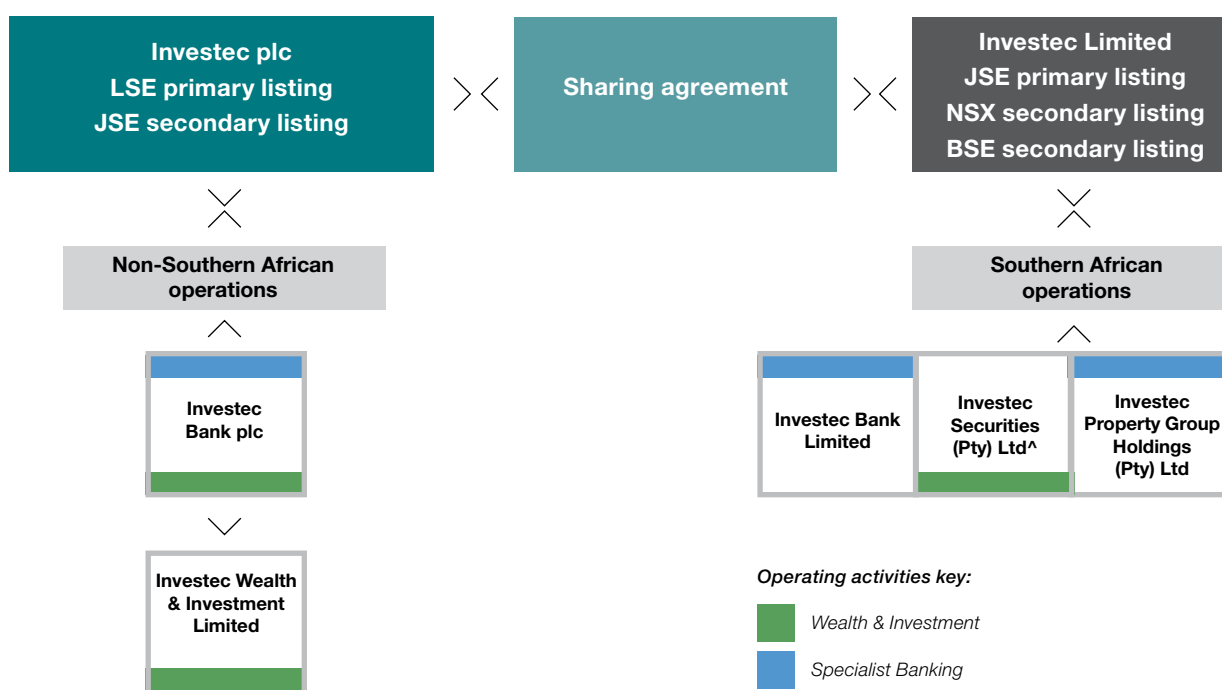 Investec plc
LSE primary listing
JSE secondary listing
Sharing agreement
Investec Limited
JSE primary listing
NSX secondary listing
BSE secondary listing
Non-Southern African
operations
Southern African
operations
Investec
Bank plc
Investec Bank
Limited
Investec
Securities
(Pty) Ltd^
Investec
Property Group
Holdings
(Pty) Ltd
Investec Wealth
& Investment
Limited
Operating activities key:
Wealth & Investment
Specialist Banking